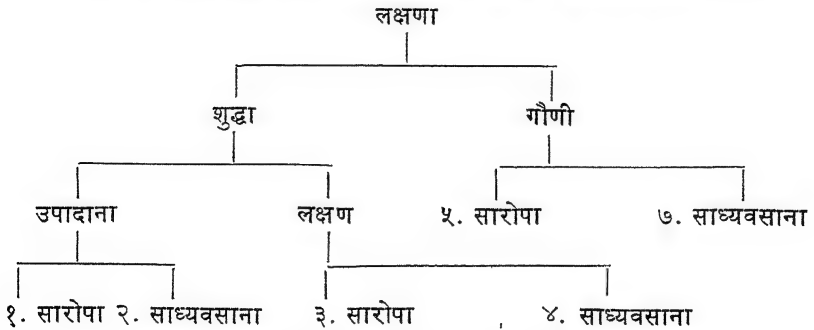 लक्षणा
शुद्धा गौणी
उपादाना लक्षण ५. सारोपा ७. साध्यवसाना
१. सारोपा २. साध्यवसाना ३. सारोपा ४. साध्यवसाना